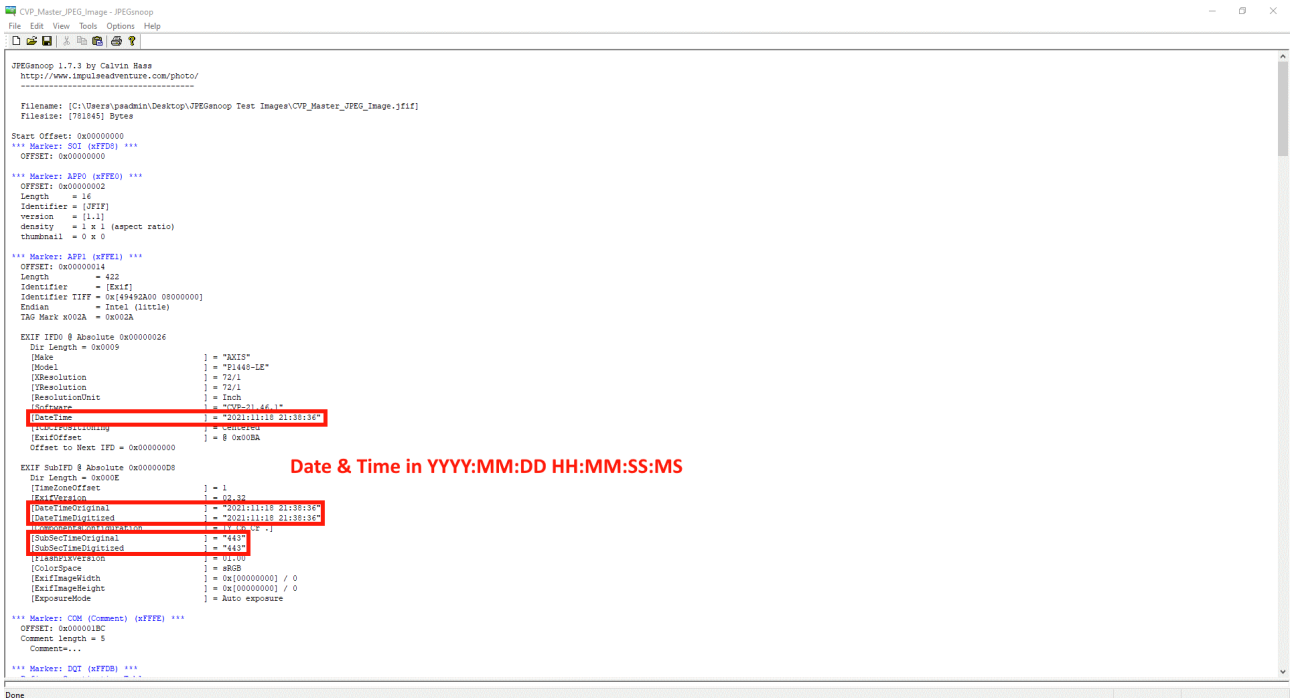 CVP_Master_JPEG_Image - JPEGsnoop
File Edit View Tools Options Help
JPEGsnoop 1.7.3 by Calvin Hass
http://www.impulseadventure.com/photo/
-------------------------------------
Filename: [C:\Users\psadmin\Desktop\JPEGsnoop Test Images\CVP_Master_JPEG_Image.jfif]
Filesize: [781845] Bytes
Start Offset: 0x00000000
*** Marker: SOI (xFFD8) ***
OFFSET: 0x00000000
*** Marker: APP0 (xFFE0) ***
OFFSET: 0x00000002
Length = 16
Identifier = [JFIF]
version = [1.1]
density = 1 x 1 (aspect ratio)
thumbnail = 0 x 0
*** Marker: APP1 (xFFE1) ***
OFFSET: 0x00000014
Length = 422
Identifier = [Exif]
Identifier TIFF = 0x[49492A00 08000000]
Endian = Intel (little)
TAG Mark x002A = 0x002A
EXIF IFD0 @ Absolute 0x00000026
Dir Length = 0x0009
[Make ] = "AXIS"
[Model ] = "P1448-LE"
[XResolution ] = 72/1
[YResolution ] = 72/1
[ResolutionUnit ] = Inch
[Software ] = "CVP-21.46.1"
[DateTime ] = "2021:11:18 21:38:36"
[YCbCrPositioning ] = Centered
[ExifOffset ] = @ 0x00BA
Offset to Next IFD = 0x00000000
Date & Time in YYYY:MM:DD HH:MM:SS:MS
EXIF SubIFD @ Absolute 0x000000D8
Dir Length = 0x000E
[TimeZoneOffset ] = 1
[ExifVersion ] = 02.32
[DateTimeOriginal ] = "2021:11:18 21:38:36"
[DateTimeDigitized ] = "2021:11:18 21:38:36"
[ComponentsConfiguration ] = [Y Cb Cr .]
[SubSecTimeOriginal ] = "443"
[SubSecTimeDigitized ] = "443"
[FlashPixVersion ] = 01.00
[ColorSpace ] = sRGB
[ExifImageWidth ] = 0x[00000000] / 0
[ExifImageHeight ] = 0x[00000000] / 0
[ExposureMode ] = Auto exposure
*** Marker: COM (Comment) (xFFFE) ***
OFFSET: 0x000001BC
Comment length = 5
Comment=...
*** Marker: DQT (xFFDB) ***
Done